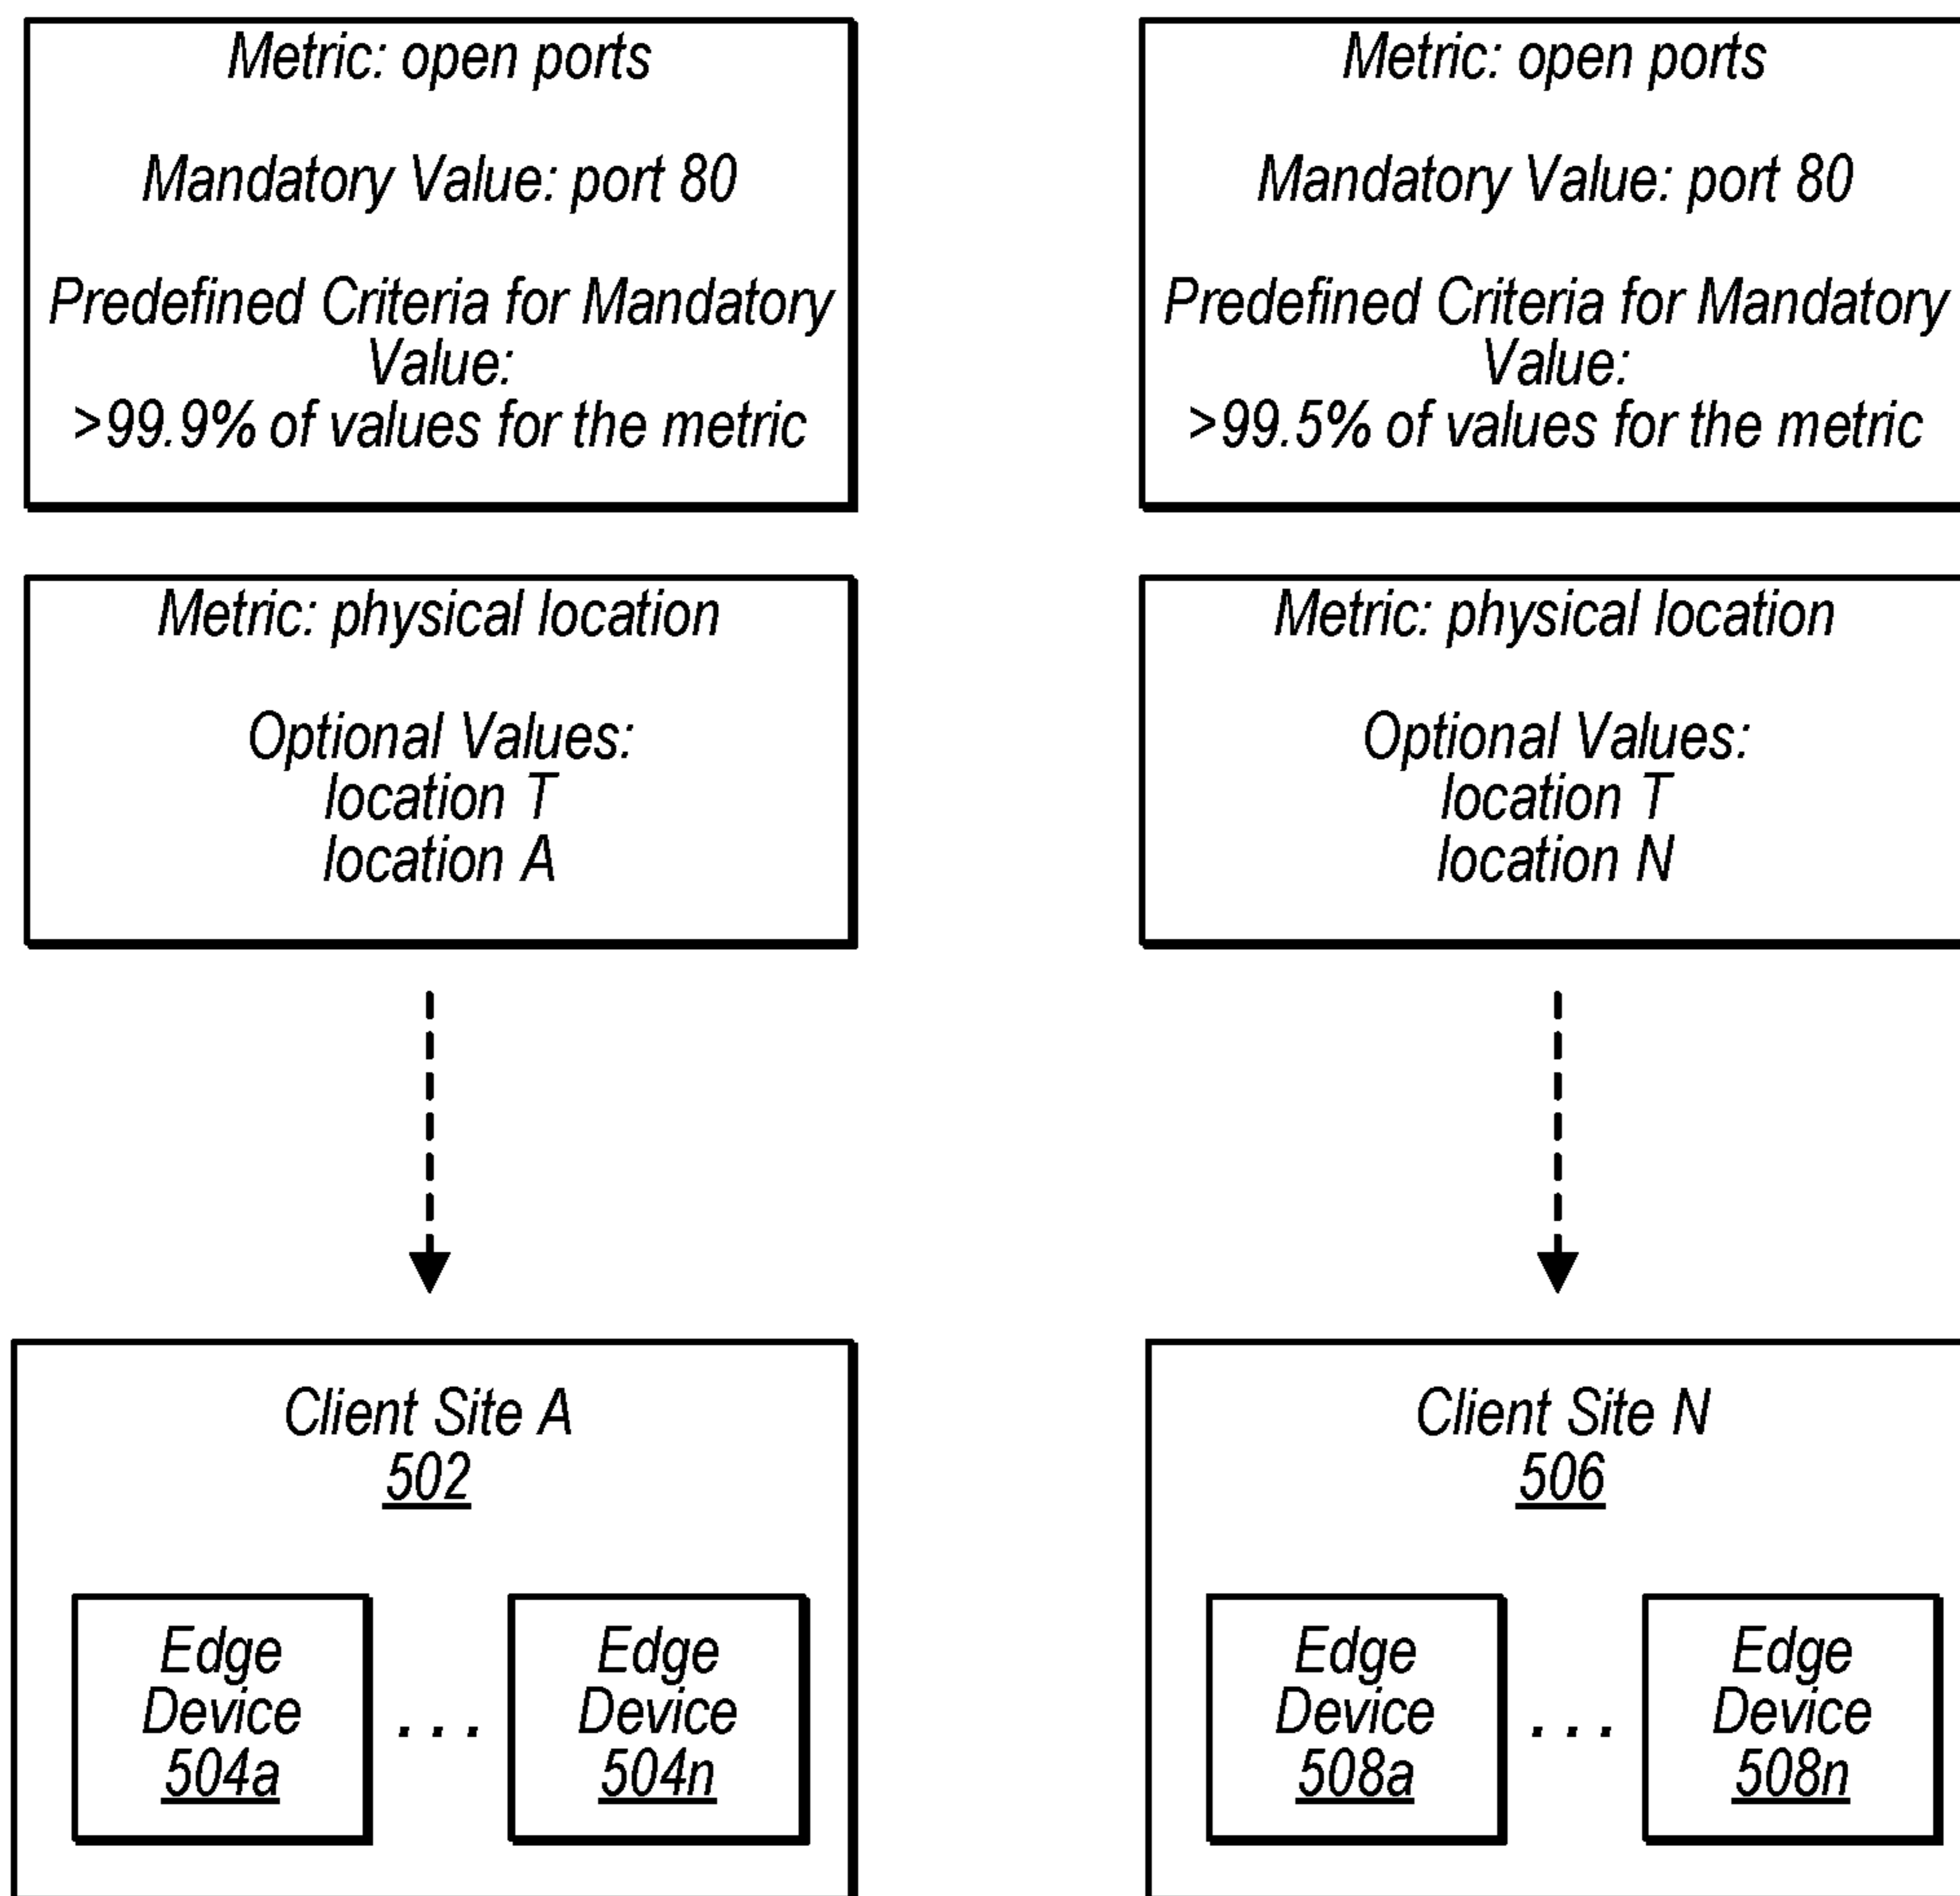 Metric: open ports
Mandatory Value: port 80
Predefined Criteria for Mandatory
Value:
>99.9% of values for the metric
Metric: physical location
Optional Values:
location T
location A
Client Site A
502
Edge
Device
504a
. . .
Edge
Device
504n
Metric: open ports
Mandatory Value: port 80
Predefined Criteria for Mandatory
Value:
>99.5% of values for the metric
Metric: physical location
Optional Values:
location T
location N
Client Site N
506
Edge
Device
508a
. . .
Edge
Device
508n